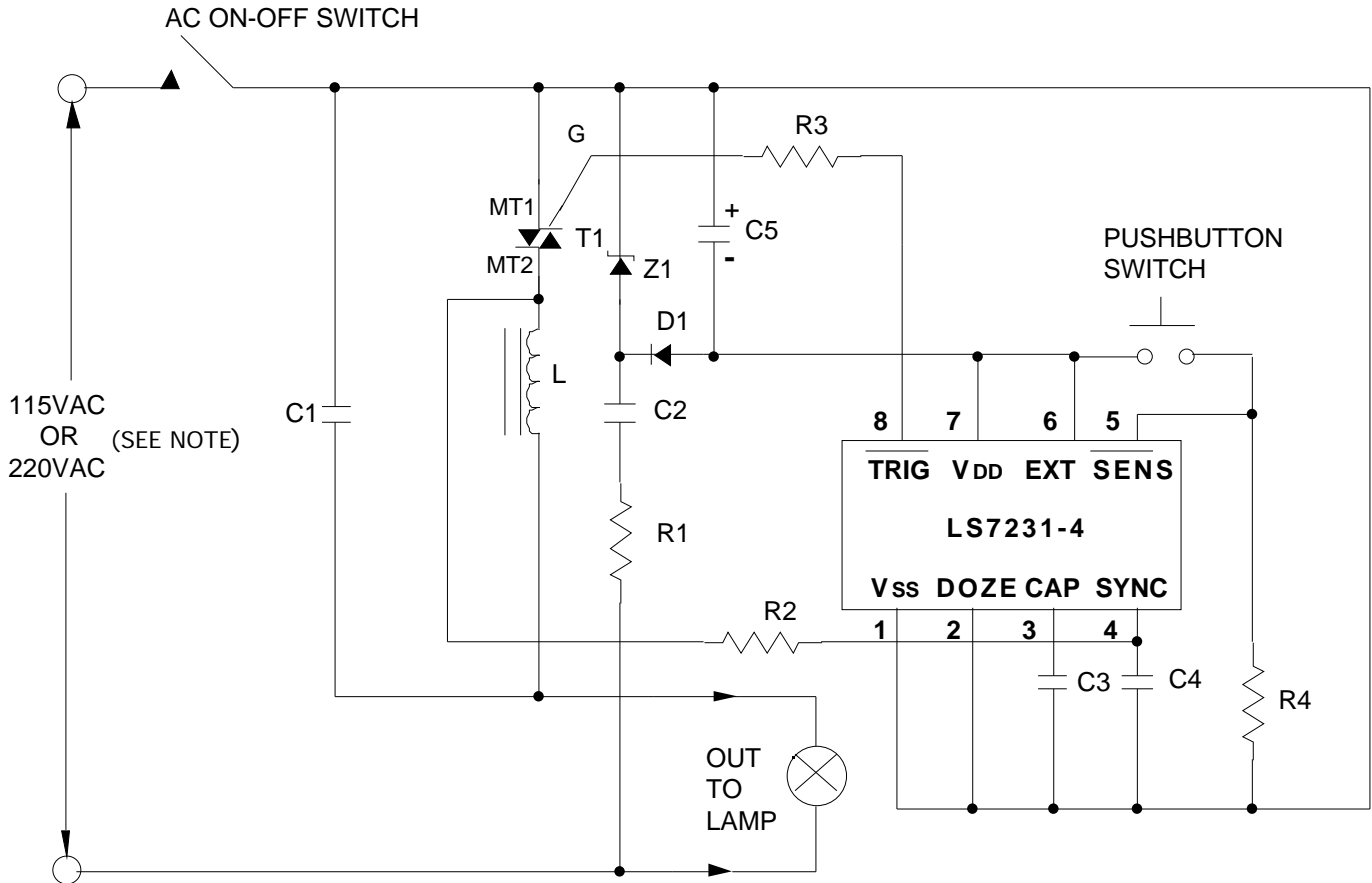 AC ON-OFF SWITCH
R3
G
MT1
T1
MT2
+
C5
-
Z1
PUSHBUTTON
SWITCH
D1
L
C2
C1
115VAC
OR
220VAC
(SEE NOTE)
8 7 6 5
TRIG VDD EXT SENS
LS7231-4
VSS DOZE CAP SYNC
1 2 3 4
R1
R2
C3
C4
R4
OUT
TO
LAMP